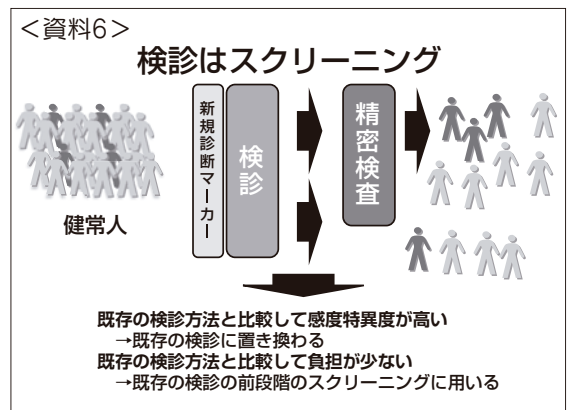 ＜資料6＞
検診はスクリーニング
新規診断マーカー
検診
精密検査
健常人
既存の検診方法と比較して感度特異度が高い
→既存の検診に置き換わる
既存の検診方法と比較して負担が少ない
→既存の検診の前段階のスクリーニングに用いる